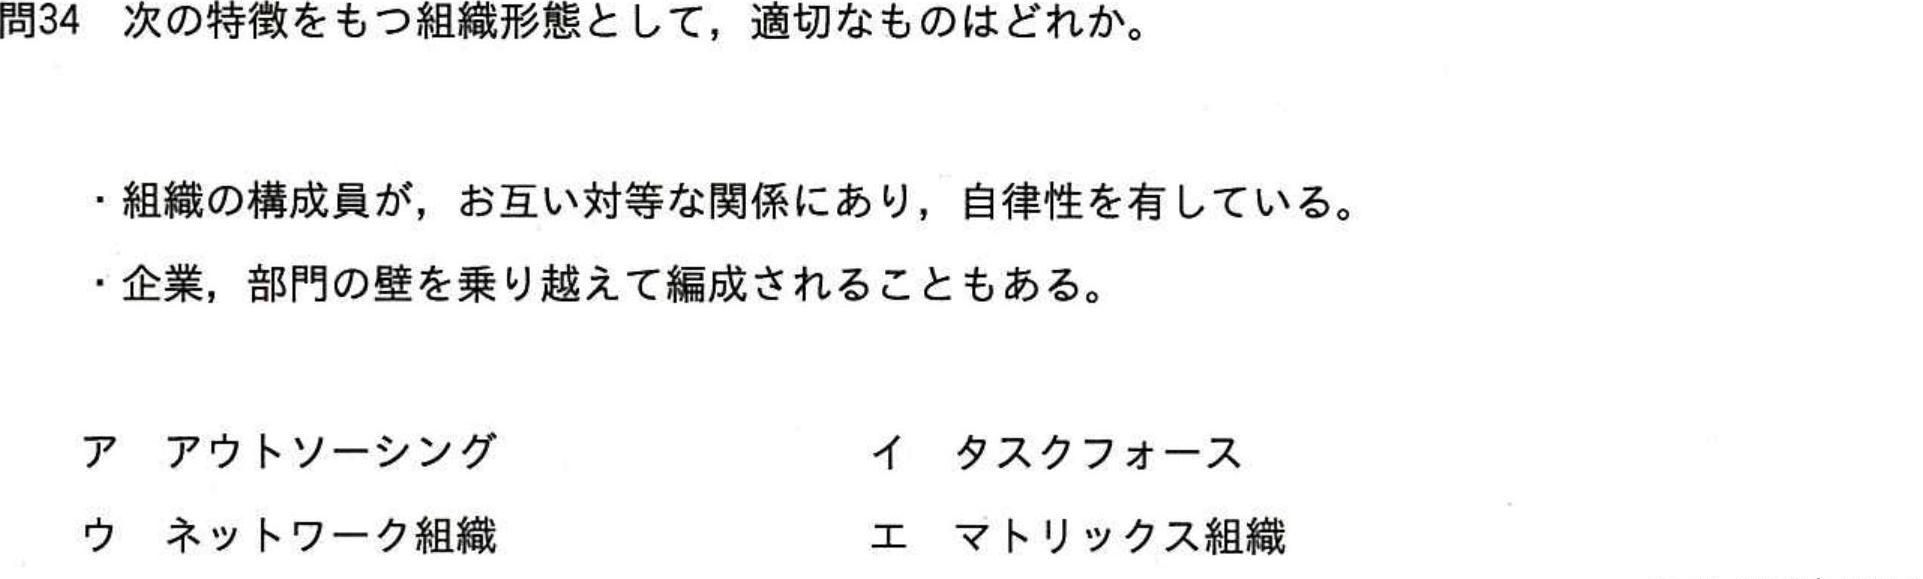 問34 次の特徴をもつ組織形態として，適切なものはどれか。
・組織の構成員が，お互い対等な関係にあり，自律性を有している。
・企業，部門の壁を乗り越えて編成されることもある。
ア アウトソーシング イ タスクフォース
ウ ネットワーク組織 エ マトリックス組織